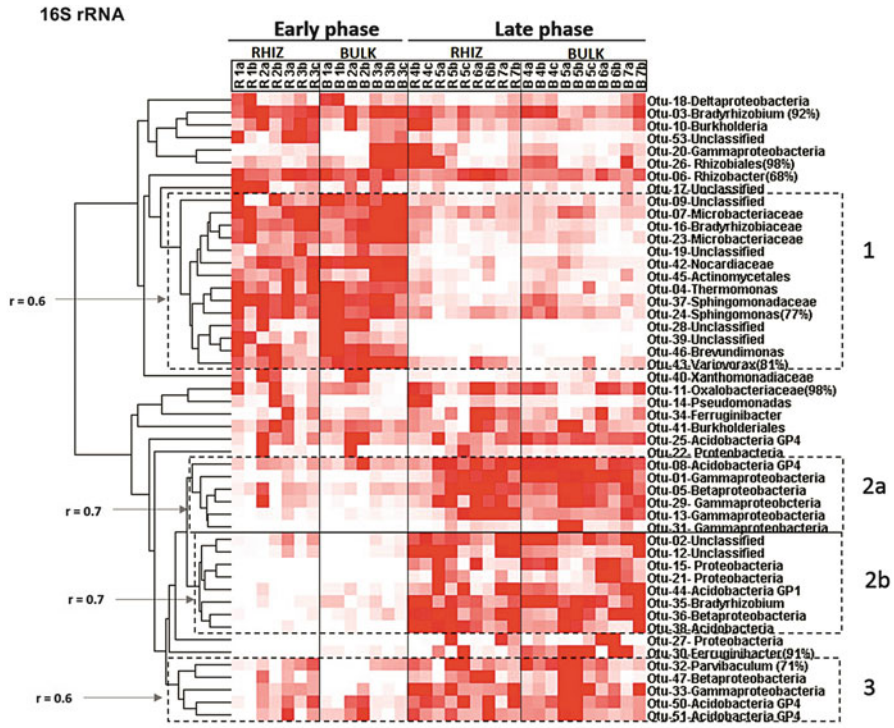 16S rRNA
Early phase Late phase
RHIZ BULK RHIZ BULK
R 1a R 1b R 2a R 2b R 3a R 3b R 3c B 1a B 1b B 2a B 2b B 3a B 3b B 3c R 4b R 4c R 5a R 5b R 5c R 6a R 6b R 7a R 7b B 4a B 4b B 4c B 5a B 5b B 5c B 6a B 6b B 7a B 7b
Otu-18-Deltaproteobacteria
Otu-03-Bradyrhizobium (92%)
Otu-10-Burkholderia
Otu-53-Unclassified
Otu-20-Gammaproteobacteria
Otu-26- Rhizobiales(98%)
Otu-06- Rhizobacter(68%)
Otu-17-Unclassified
Otu-09-Unclassified
Otu-07-Microbacteriaceae
Otu-16-Bradyrhizobiaceae
Otu-23-Microbacteriaceae
Otu-19-Unclassified
1
Otu-42-Nocardiaceae
Otu-45-Actinomycetales
Otu-04-Thermomonas
r = 0.6
Otu-37-Sphingomonadaceae
Otu-24-Sphingomonas(77%)
Otu-28-Unclassified
Otu-39-Unclassified
Otu-46-Brevundimonas
Otu-43-Variovorax(81%)
Otu-40-Xanthomonadiaceae
Otu-11-Oxalobacteriaceae(98%)
Otu-14-Pseudomonadas
Otu-34-Ferruginibacter
Otu-41-Burkholderiales
Otu-25-Acidobacteria GP4
Otu-22- Proteobacteria
Otu-08-Acidobacteria GP4
Otu-01-Gammaproteobacteria
2a
Otu-05-Betaproteobacteria
Otu-29- Gammaproteobcteria
r = 0.7
Otu-13-Gammaproteobacteria
Otu-31- Gammaproteobacteria
Otu-02-Unclassified
Otu-12-Unclassified
Otu-15- Proteobacteria
2b
Otu-21- Proteobacteria
r = 0.7
Otu-44-Acidobacteria GP1
Otu-35-Bradyrhizobium
Otu-36-Betaproteobacteria
Otu-38-Acidobacteria
Otu-27- Proteobacteria
Otu-30-Ferruginibacter(91%)
Otu-32-Parvibaculum (71%)
Otu-47-Betaproteobacteria
3
r = 0.6
Otu-33-Gammaproteobacteria
Otu-50-Acidobacteria GP4
Otu-51-Acidobacteria GP4